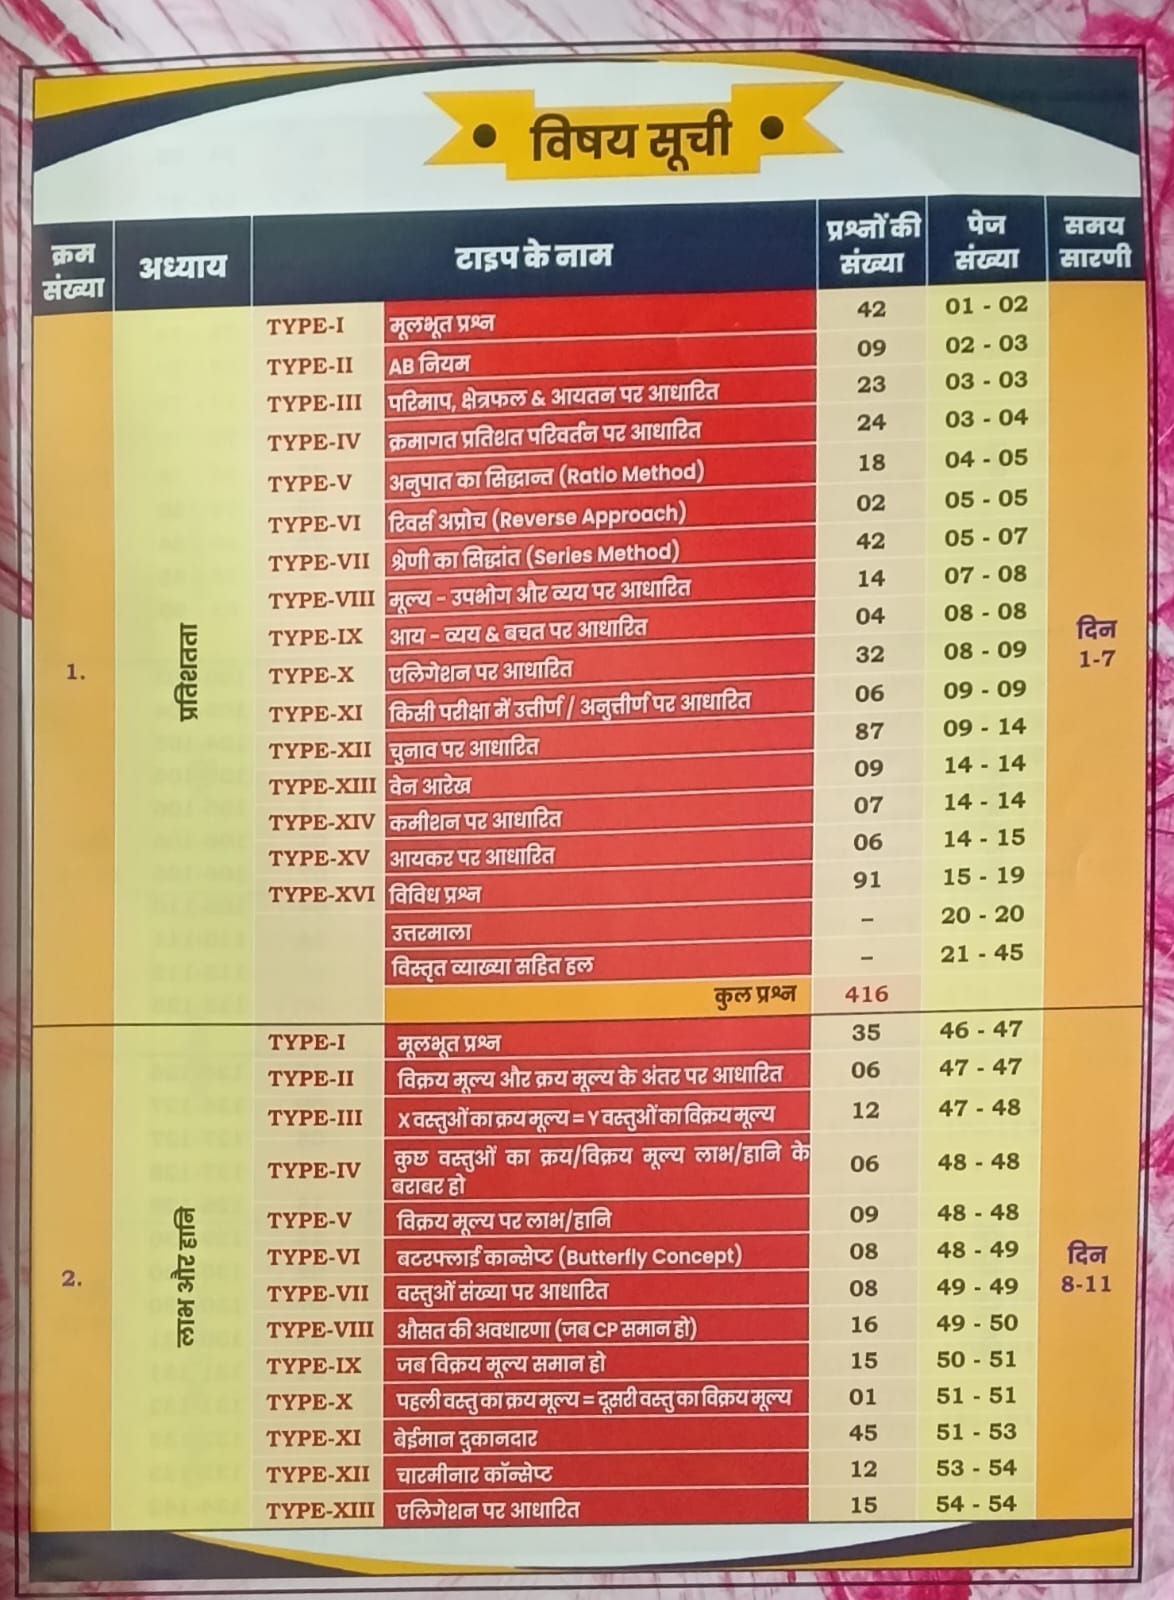 विषय सूची
क्रम संख्या अध्याय टाइप के नाम प्रश्नों की संख्या पेज संख्या समय सारणी
1. प्रतिशतता दिन 1-7
TYPE-I मूलभूत प्रश्न 42 01 - 02
TYPE-II AB नियम 09 02 - 03
TYPE-III परिमाप, क्षेत्रफल & आयतन पर आधारित 23 03 - 03
TYPE-IV क्रमागत प्रतिशत परिवर्तन पर आधारित 24 03 - 04
TYPE-V अनुपात का सिद्धान्त (Ratio Method) 18 04 - 05
TYPE-VI रिवर्स अप्रोच (Reverse Approach) 02 05 - 05
TYPE-VII श्रेणी का सिद्धांत (Series Method) 42 05 - 07
TYPE-VIII मूल्य - उपभोग और व्यय पर आधारित 14 07 - 08
TYPE-IX आय - व्यय & बचत पर आधारित 04 08 - 08
TYPE-X एलिगेशन पर आधारित 32 08 - 09
TYPE-XI किसी परीक्षा में उत्तीर्ण / अनुत्तीर्ण पर आधारित 06 09 - 09
TYPE-XII चुनाव पर आधारित 87 09 - 14
TYPE-XIII वेन आरेख 09 14 - 14
TYPE-XIV कमीशन पर आधारित 07 14 - 14
TYPE-XV आयकर पर आधारित 06 14 - 15
TYPE-XVI विविध प्रश्न 91 15 - 19
उत्तरमाला - 20 - 20
विस्तृत व्याख्या सहित हल - 21 - 45
कुल प्रश्न 416
2. लाभ और हानि दिन 8-11
TYPE-I मूलभूत प्रश्न 35 46 - 47
TYPE-II विक्रय मूल्य और क्रय मूल्य के अंतर पर आधारित 06 47 - 47
TYPE-III X वस्तुओं का क्रय मूल्य = Y वस्तुओं का विक्रय मूल्य 12 47 - 48
TYPE-IV कुछ वस्तुओं का क्रय/विक्रय मूल्य लाभ/हानि के 06 48 - 48
बराबर हो
TYPE-V विक्रय मूल्य पर लाभ/हानि 09 48 - 48
TYPE-VI बटरफ्लाई कान्सेप्ट (Butterfly Concept) 08 48 - 49
TYPE-VII वस्तुओं संख्या पर आधारित 08 49 - 49
TYPE-VIII औसत की अवधारणा (जब CP समान हो) 16 49 - 50
TYPE-IX जब विक्रय मूल्य समान हो 15 50 - 51
TYPE-X पहली वस्तु का क्रय मूल्य = दूसरी वस्तु का विक्रय मूल्य 01 51 - 51
TYPE-XI बेईमान दुकानदार 45 51 - 53
TYPE-XII चारमीनार कॉन्सेप्ट 12 53 - 54
TYPE-XIII एलिगेशन पर आधारित 15 54 - 54